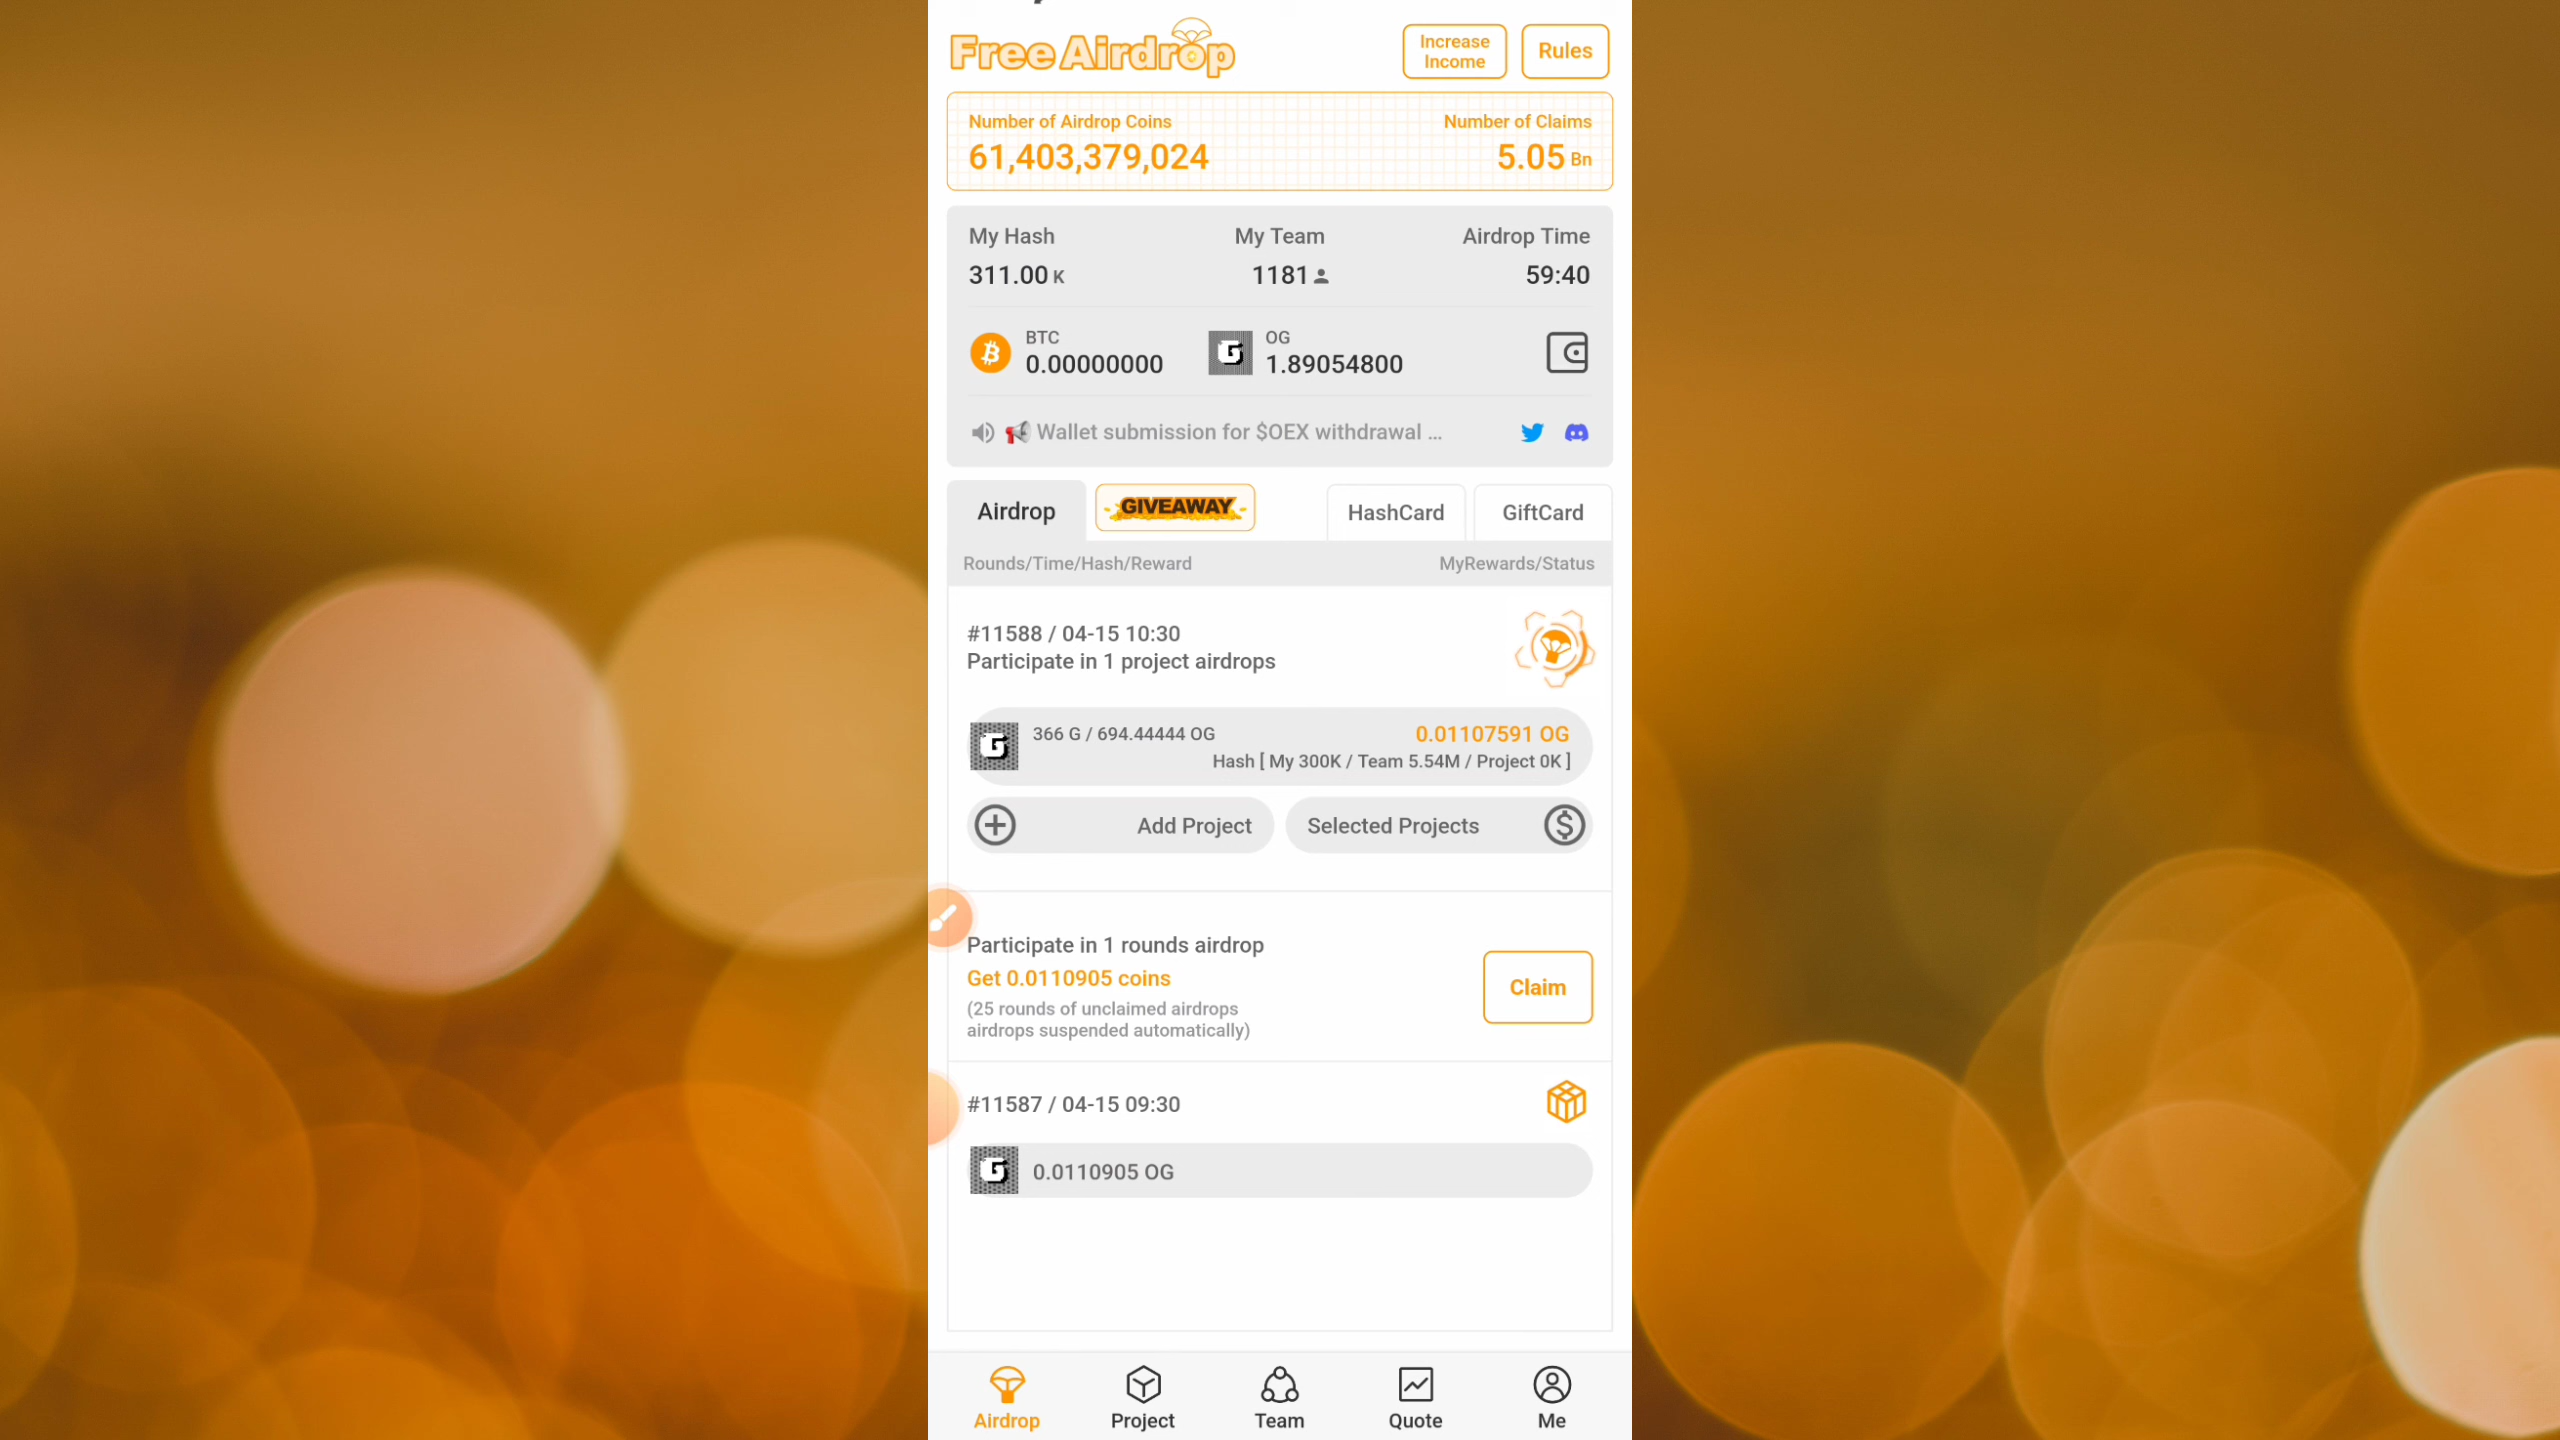 Free Airdrop
Increase
Income
Rules
Number of Airdrop Coins
Number of Claims
61,403,379,024
5.05 Bn
My Hash
My Team
Airdrop Time
311.00 K
1181
59:40
BTC
0.00000000
OG
1.89054800
Wallet submission for $OEX withdrawal ...
Airdrop
GIVEAWAY
HashCard
GiftCard
Rounds/Time/Hash/Reward
MyRewards/Status
#11588 / 04-15 10:30
Participate in 1 project airdrops
366 G / 694.44444 OG
0.01107591 OG
Hash [ My 300K / Team 5.54M / Project 0K ]
Add Project
Selected Projects
Participate in 1 rounds airdrop
Get 0.0110905 coins
(25 rounds of unclaimed airdrops
airdrops suspended automatically)
Claim
#11587 / 04-15 09:30
0.0110905 OG
Airdrop
Project
Team
Quote
Me